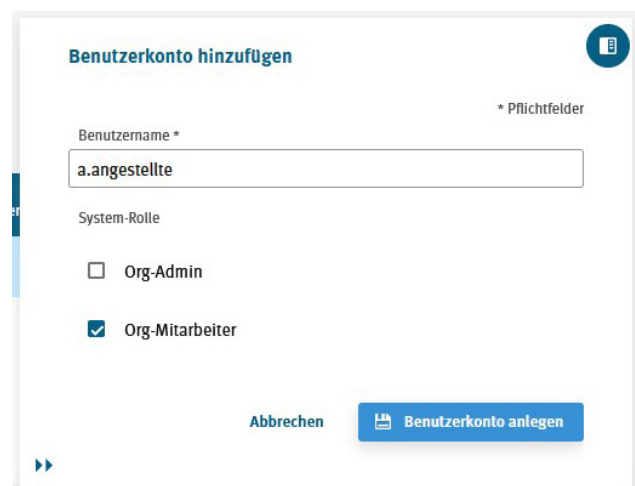 Benutzerkonto hinzufügen
* Pflichtfelder
Benutzername *
a.angestellte
System-Rolle
Org-Admin
Org-Mitarbeiter
Abbrechen
Benutzerkonto anlegen